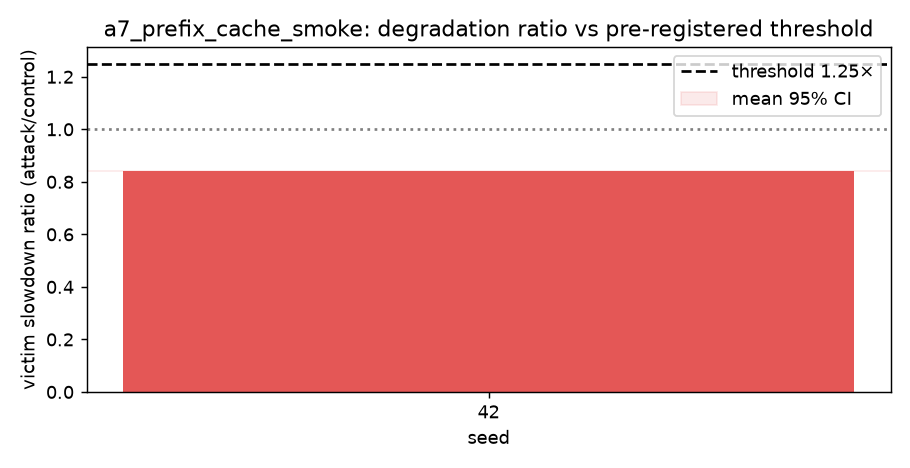 a7_prefix_cache_smoke: degradation ratio vs pre-registered threshold
victim slowdown ratio (attack/control)
1.2
1.0
0.8
0.6
0.4
0.2
0.0
threshold 1.25×
mean 95% CI
42
seed